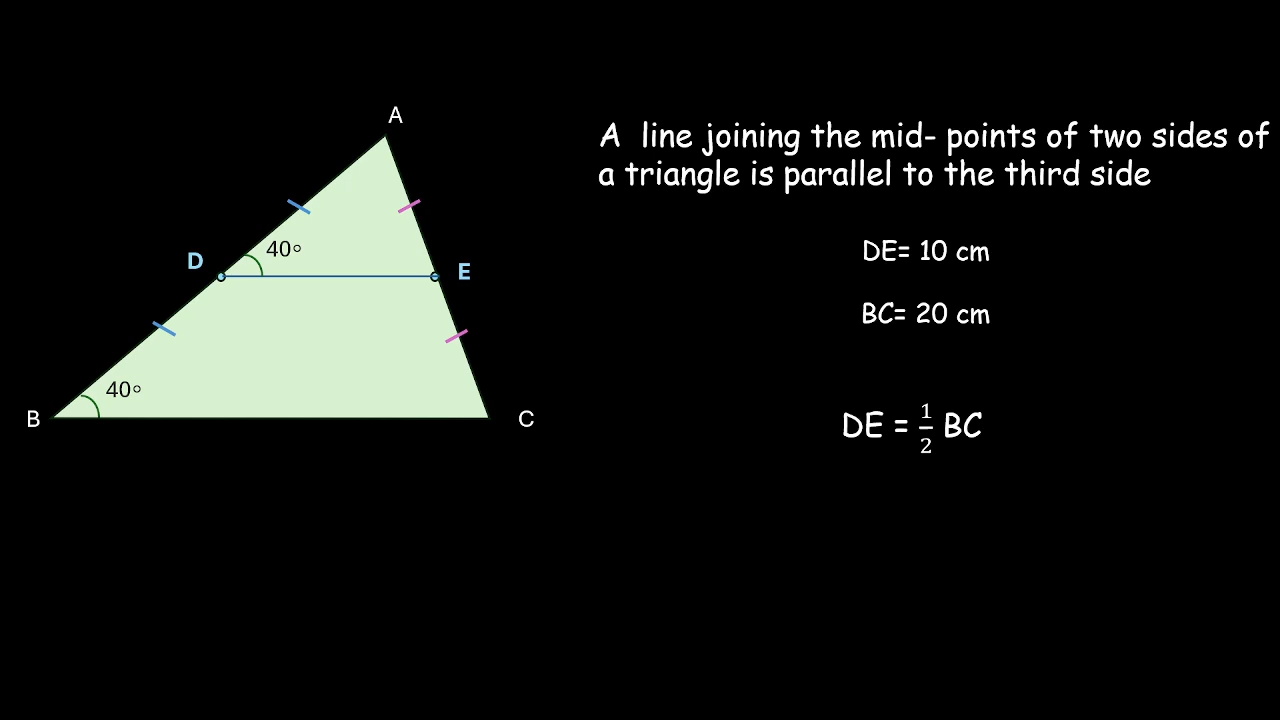 A
A line joining the mid- points of two sides of
a triangle is parallel to the third side
D
40°
E
DE= 10 cm
BC= 20 cm
40°
B
C
DE = 1/2 BC